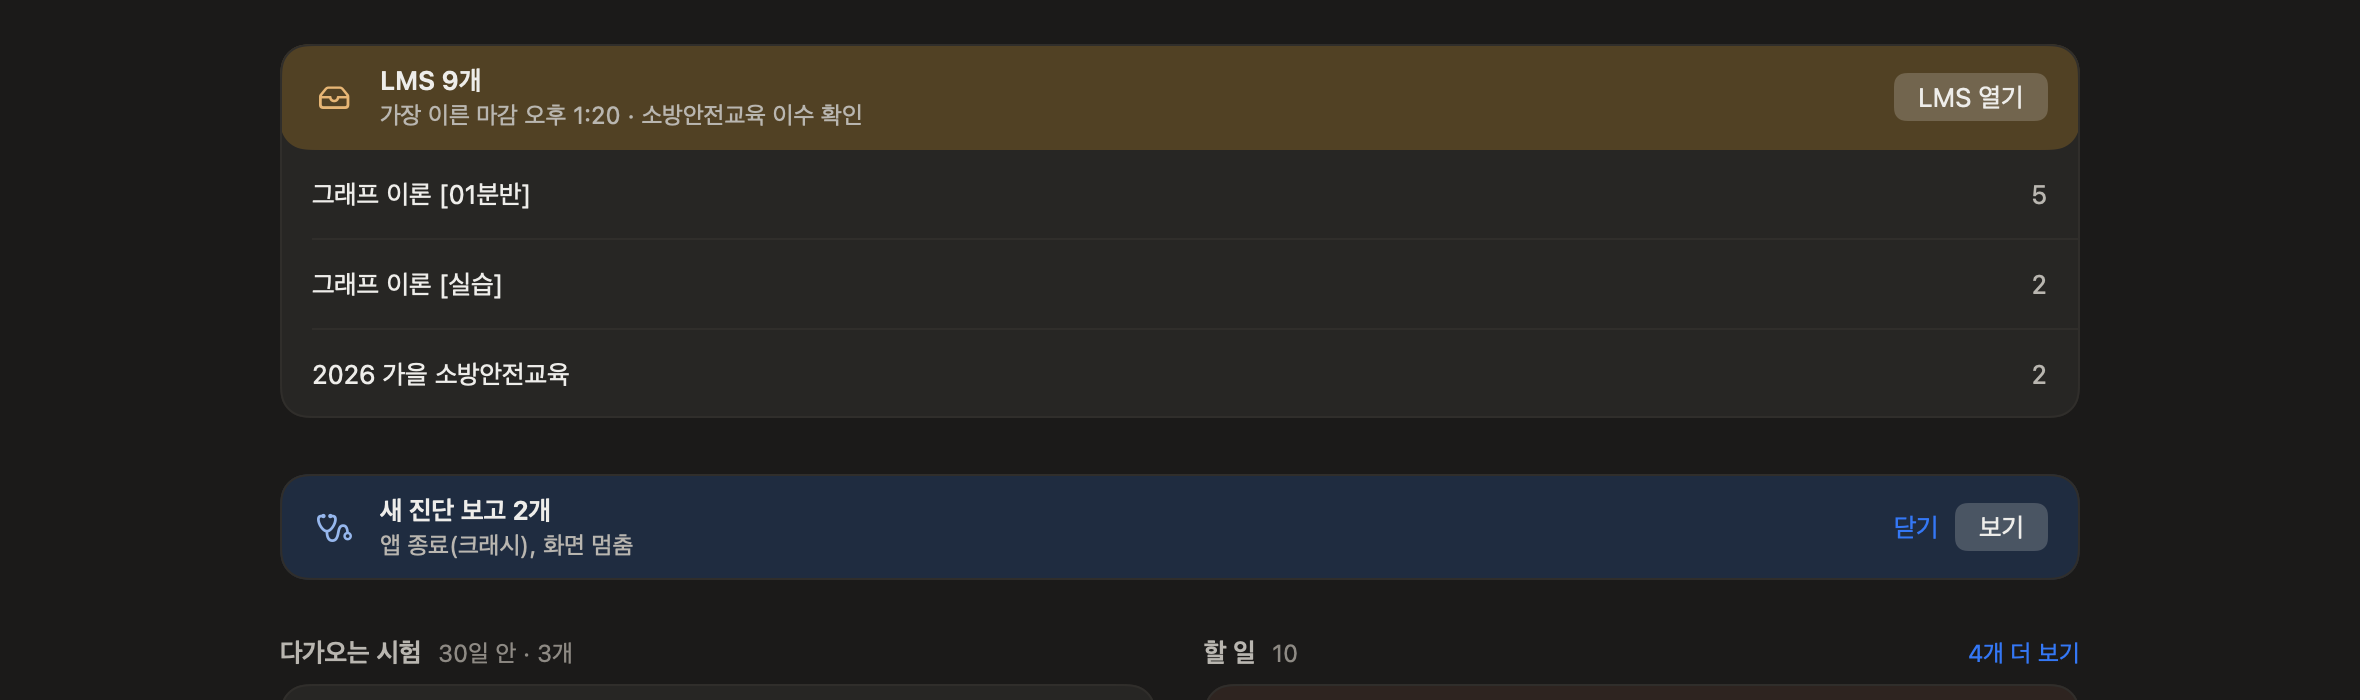 LMS 9개
가장 이른 마감 오후 1:20 · 소방안전교육 이수 확인
LMS 열기
그래프 이론 [01분반]
5
그래프 이론 [실습]
2
2026 가을 소방안전교육
2
새 진단 보고 2개
앱 종료(크래시), 화면 멈춤
닫기
보기
다가오는 시험 30일 안 · 3개
할 일 10
4개 더 보기